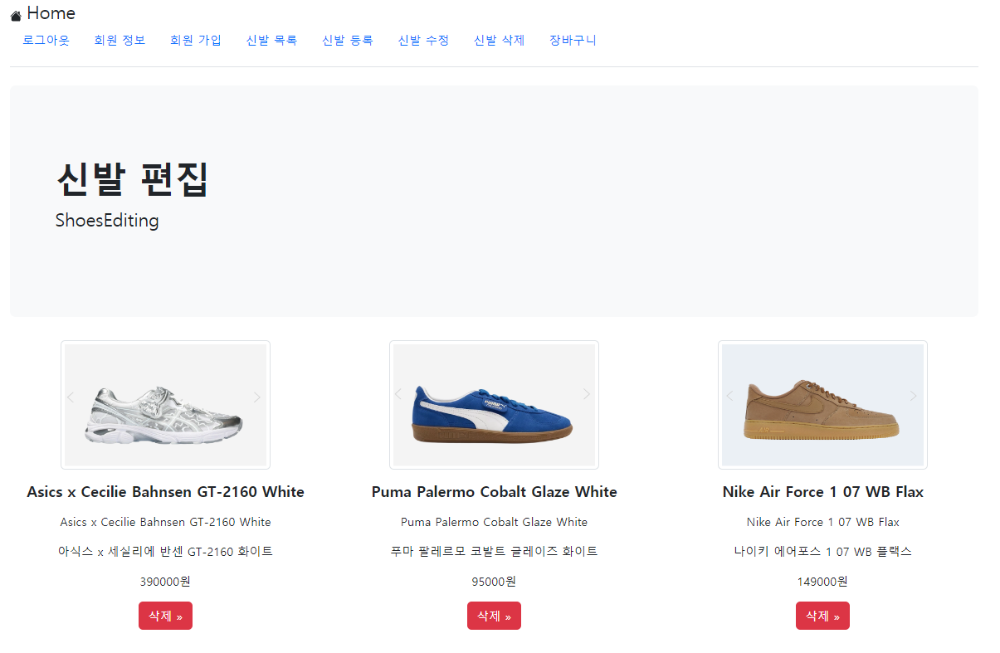 Home
로그아웃 회원 정보 회원 가입 신발 목록 신발 등록 신발 수정 신발 삭제 장바구니
신발 편집
ShoesEditing
Asics x Cecilie Bahnsen GT-2160 White
Puma Palermo Cobalt Glaze White
Nike Air Force 1 07 WB Flax
Asics x Cecilie Bahnsen GT-2160 White
Puma Palermo Cobalt Glaze White
Nike Air Force 1 07 WB Flax
아식스 x 세실리에 반센 GT-2160 화이트
푸마 팔레르모 코발트 글레이즈 화이트
나이키 에어포스 1 07 WB 플랙스
390000원
95000원
149000원
삭제 »
삭제 »
삭제 »